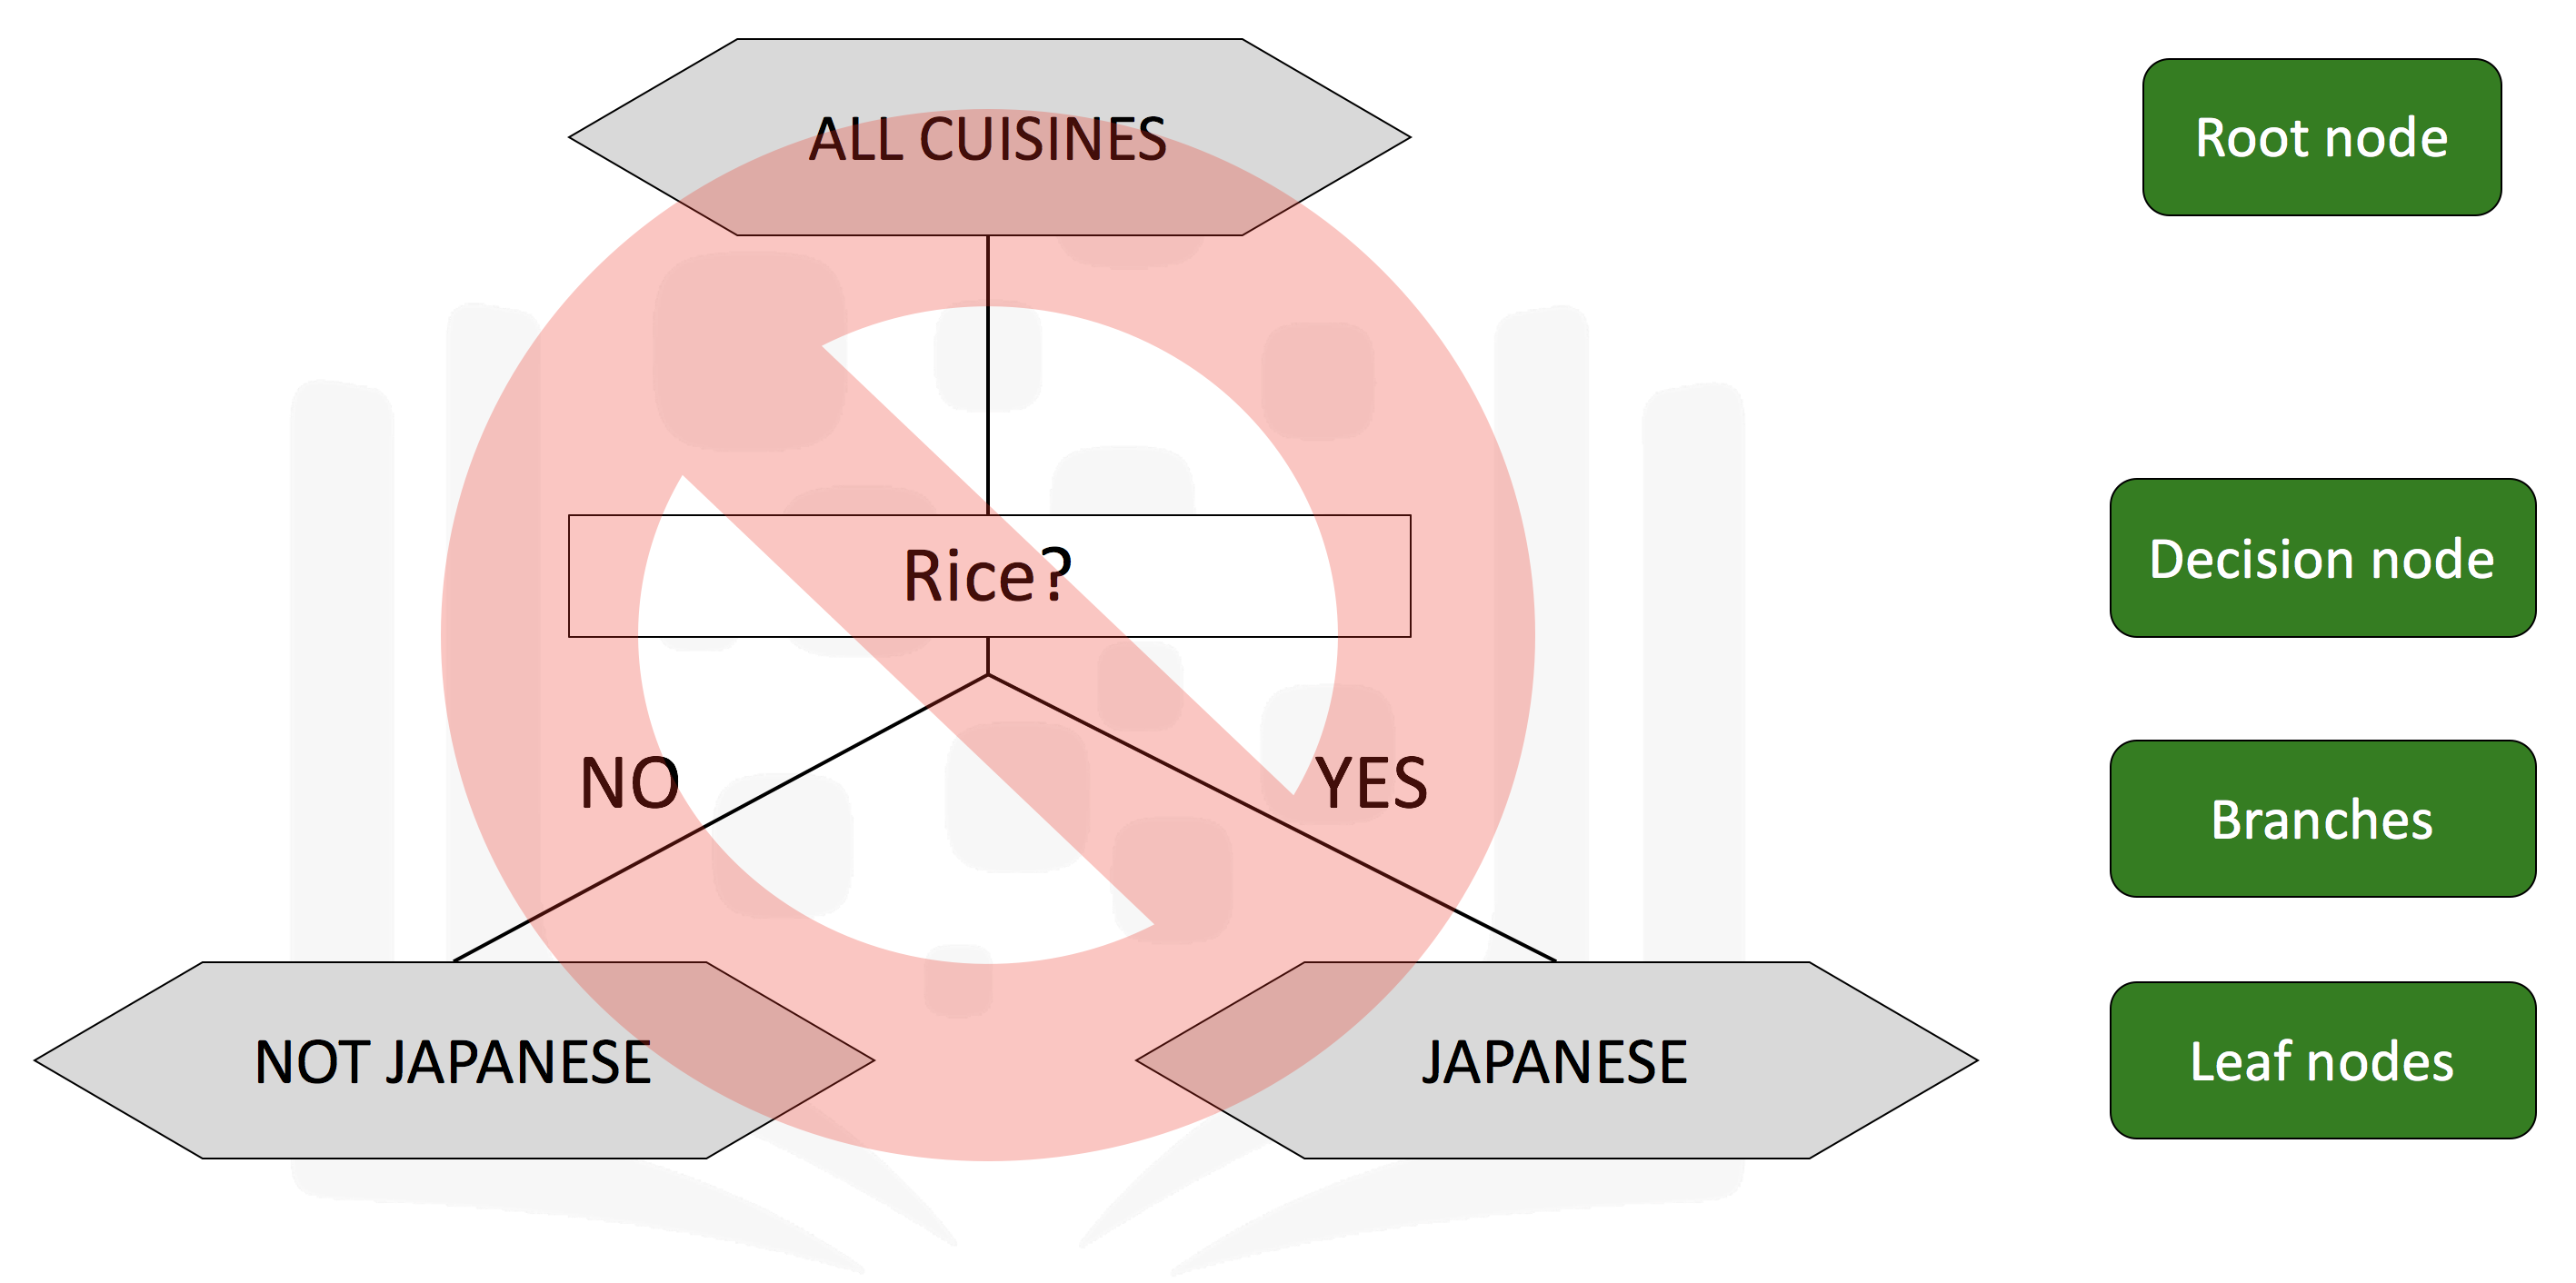 ALL CUISINES
Root node
Rice?
Decision node
NO
YES
Branches
NOT JAPANESE
JAPANESE
Leaf nodes